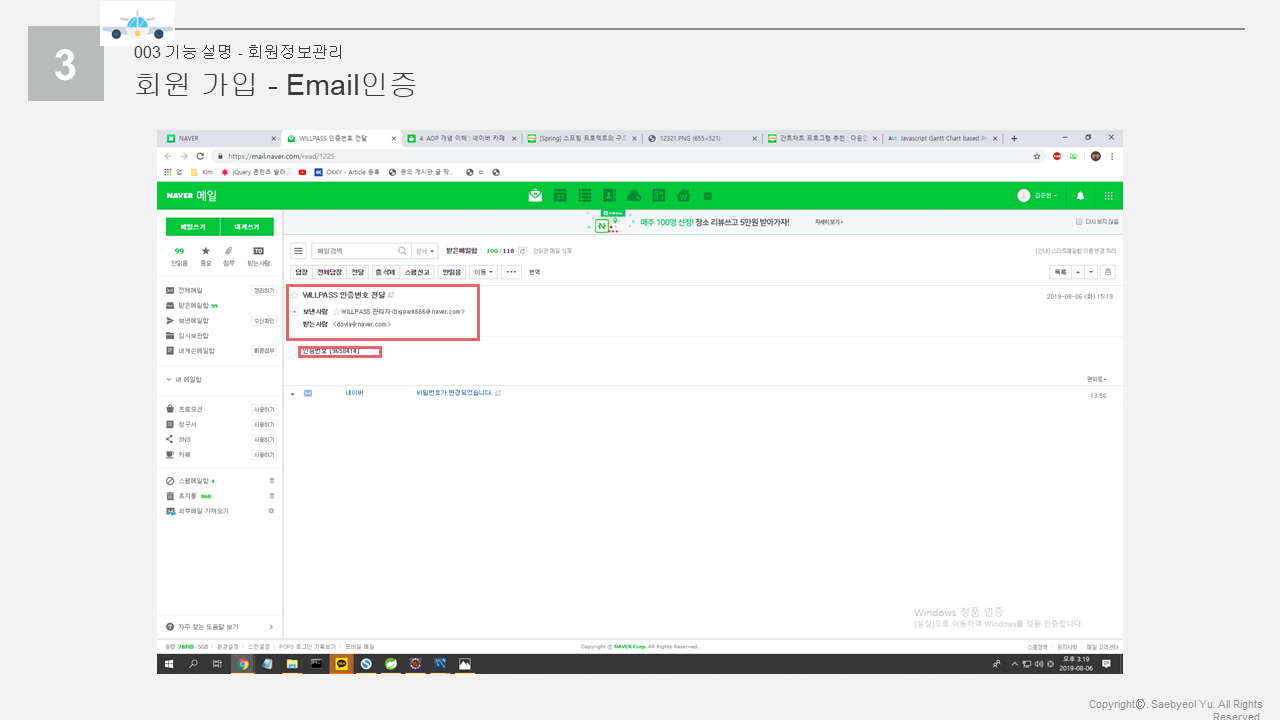 3
003 기능 설명 - 회원정보관리
회원 가입 - Email인증
NAVER
WILLPASS 인증번호 전달
4. AOP 개념 이해 : 네이버 카페
[Spring] 스프링 프로젝트의 구조
12321.PNG (655×521)
간트차트 프로그램 추천 : 다음
Javascript Gantt Chart based
https://mail.naver.com/read/1225
앱
Kim
jQuery 콘텐츠 슬라...
OKKY - Article 등록
문의 게시판 글 작...
ㅁ
NAVER 메일
김준현
메일쓰기 내게쓰기
매주 100명 선정! 장소 리뷰쓰고 5만원 받아가자!
자세히보기
다시 보지 않음
99
안읽음 중요 첨부 받는사람
메일검색 상세
받은메일함 100 / 118
안읽은 메일 삭제
[안내] 스마트메일함 이름 변경 처리
답장 전체답장 전달 삭제 스팸신고 안읽음 이동 ··· 번역
목록
전체메일 정리하기
받은메일함 99
보낸메일함 수신확인
임시보관함
내게쓴메일함 빠른첨부
내 메일함
프로모션 사용하기
청구서 사용하기
SNS 사용하기
카페 사용하기
스팸메일함 4
휴지통 860
외부메일 가져오기
WILLPASS 인증번호 전달
2019-08-06 (화) 15:19
보낸사람 WILLPASS 관리자<bigpark666@naver.com>
받는사람 <dovla@naver.com>
인증번호 [9658414]
맨위로
네이버 비밀번호가 변경되었습니다. 13:56
Windows 정품 인증
[설정]으로 이동하여 Windows를 정품 인증합니다.
자주 찾는 도움말 보기
용량 78MB / 5GB 환경설정 스킨설정 POP3 로그인 기록보기 모바일 메일
Copyright © NAVER Corp. All Rights Reserved.
스팸정책 공지사항 메일 고객센터
오후 3:19
2019-08-06
Copyright©. Saebyeol Yu. All Rights
Reserved.